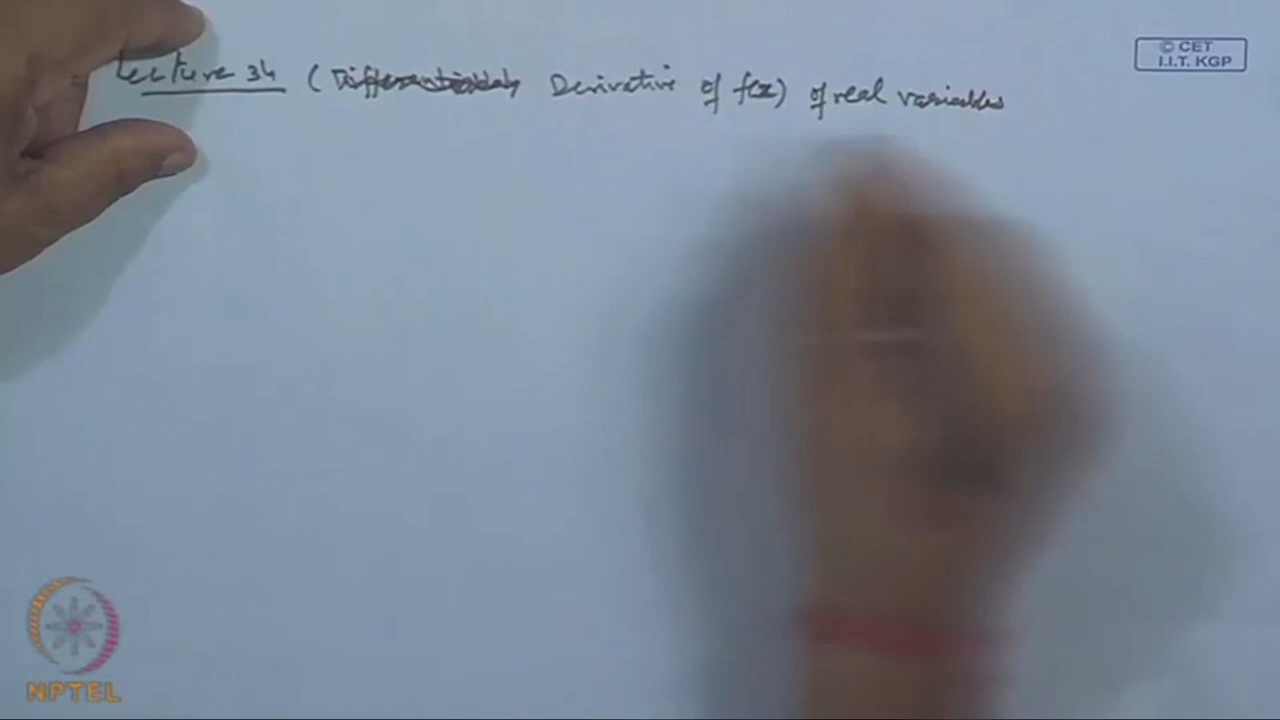 Lecture 34 ( Derivative of f(x) of real variables
© CET
I.I.T. KGP
NPTEL